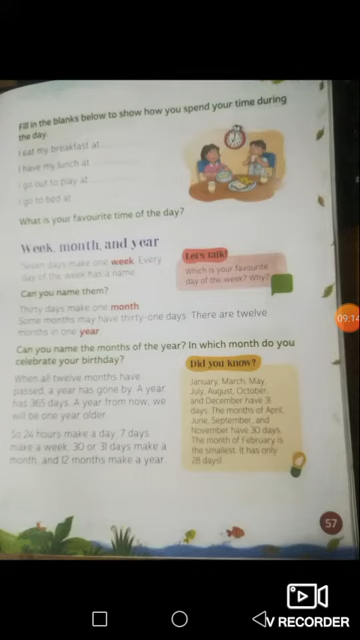 Fill in the blanks below to show how you spend your time during
the day.
I eat my breakfast at
I have my lunch at
I go out to play at
I go to bed at
What is your favourite time of the day?
Week, month, and year
Seven days make one week. Every
day of the week has a name.
Can you name them?
Let's talk!
Which is your favourite
day of the week? Why?
Thirty days make one month.
Some months may have thirty-one days. There are twelve
months in one year.
Can you name the months of the year? In which month do you
celebrate your birthday?
When all twelve months have
passed, a year has gone by. A year
has 365 days. A year from now, we
will be one year older.
So 24 hours make a day, 7 days
make a week, 30 or 31 days make a
month, and 12 months make a year.
Did you know?
January, March, May,
July, August, October,
and December have 31
days. The months of April,
June, September, and
November have 30 days.
The month of February is
the smallest. It has only
28 days!
57
09:14
V RECORDER